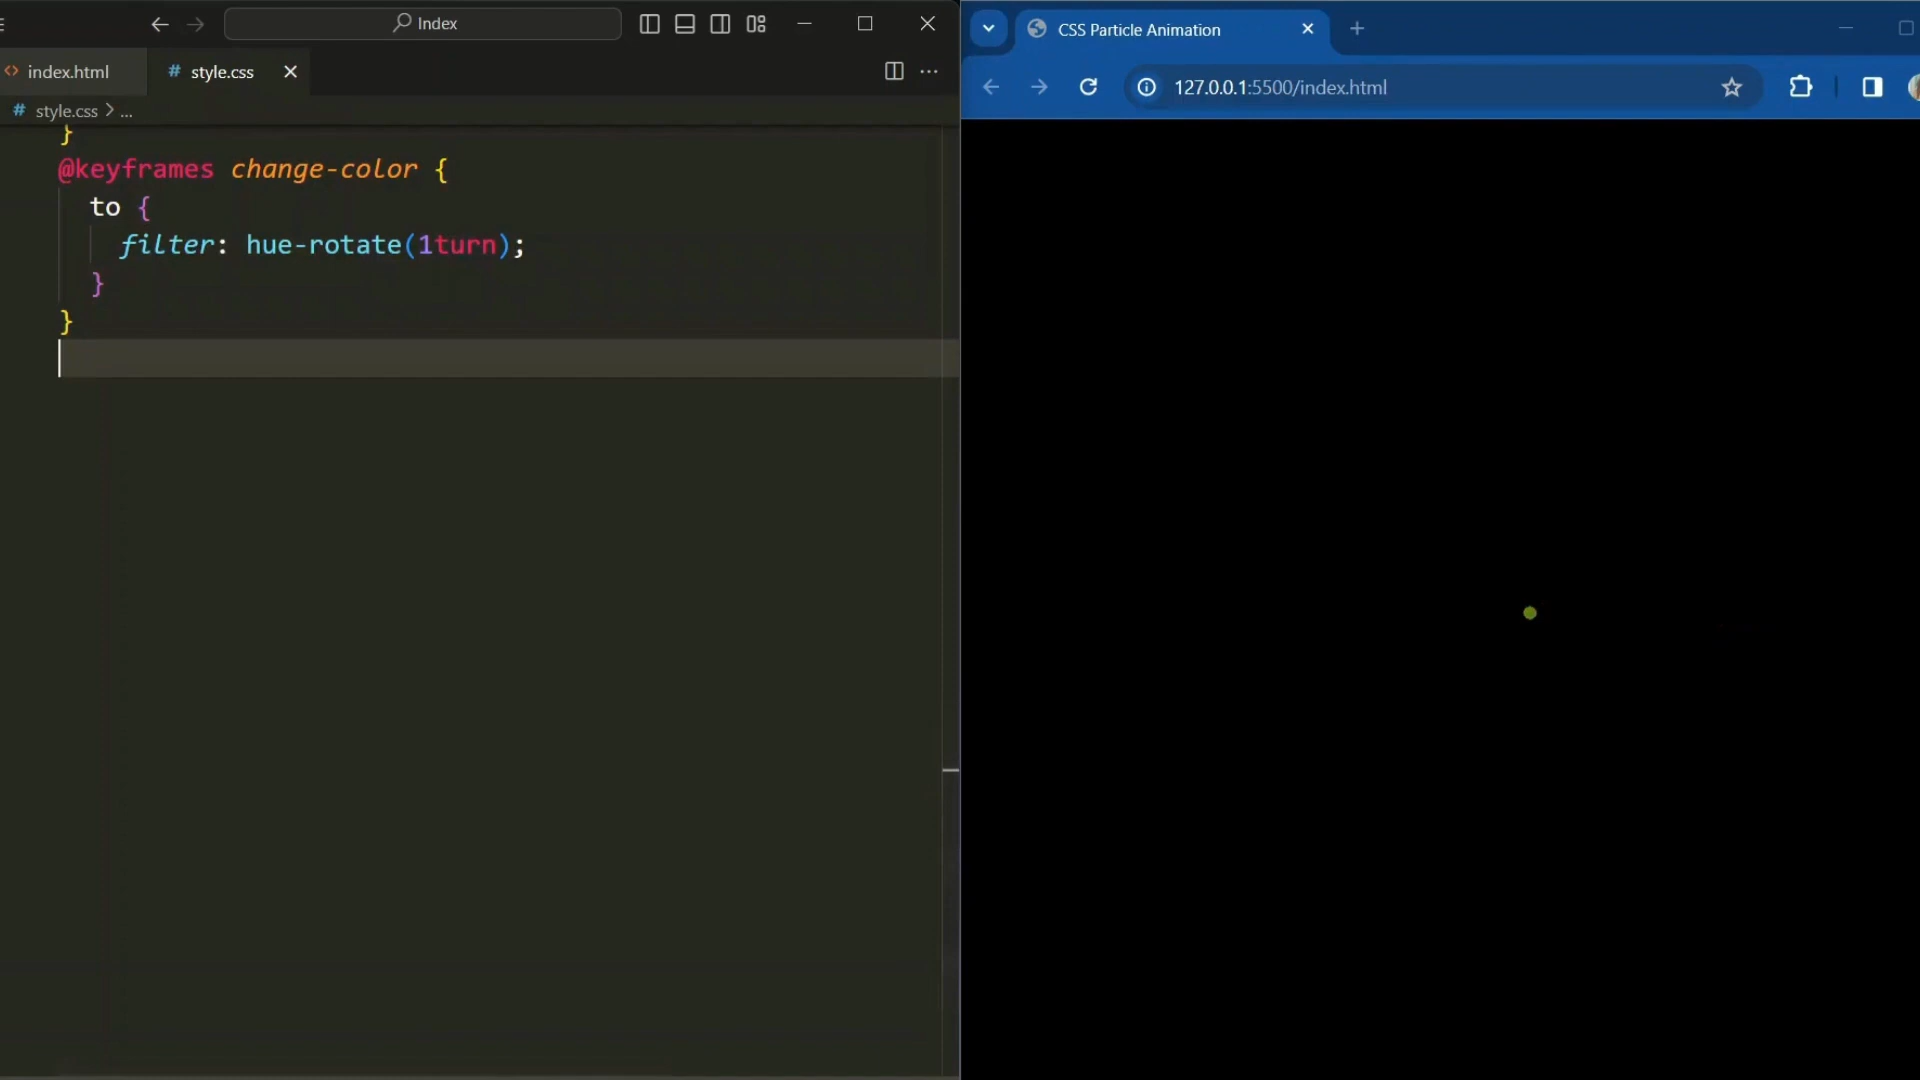 Index
index.html
# style.css
# style.css > ...
}
@keyframes change-color {
to {
filter: hue-rotate(1turn);
}
}
CSS Particle Animation
127.0.0.1:5500/index.html